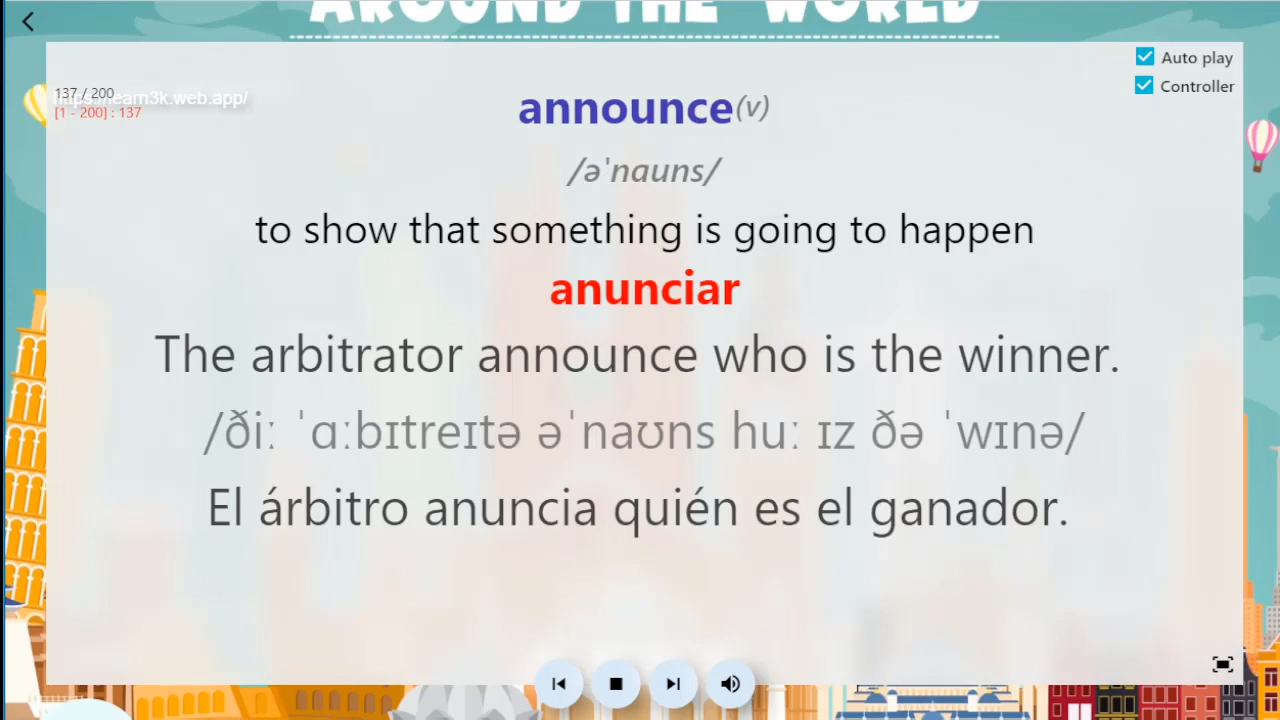 AROUND THE WORLD
Auto play
Controller
137 / 200
https://learn3k.web.app/
[1 - 200] : 137
announce(v)
/ə'nauns/
to show that something is going to happen
anunciar
The arbitrator announce who is the winner.
/ðiː ˈɑːbɪtreɪtə əˈnaʊns huː ɪz ðə ˈwɪnə/
El árbitro anuncia quién es el ganador.